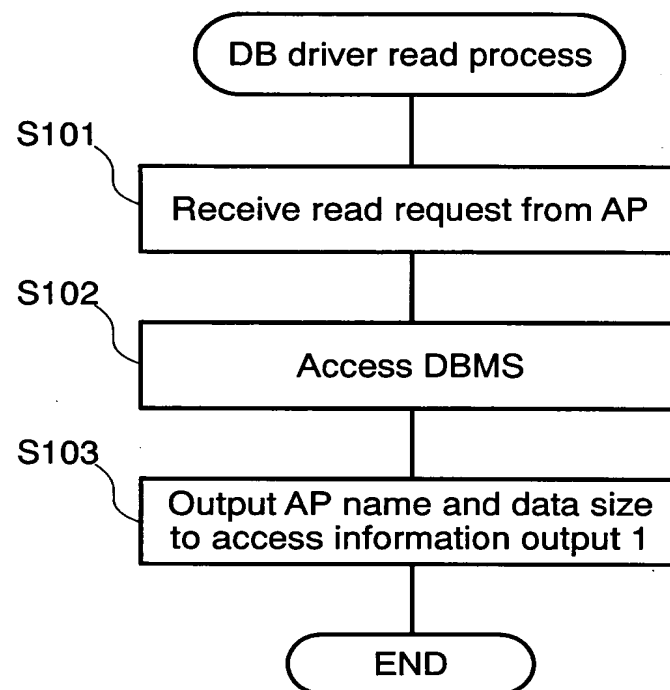 DB driver read process
S101
Receive read request from AP
S102
Access DBMS
S103
Output AP name and data size
to access information output 1
END